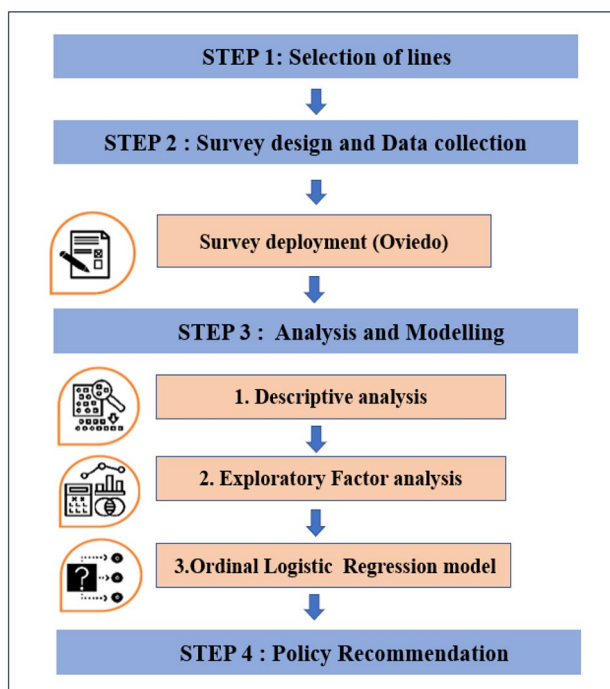 STEP 1: Selection of lines
STEP 2 : Survey design and Data collection
Survey deployment (Oviedo)
STEP 3 : Analysis and Modelling
1. Descriptive analysis
2. Exploratory Factor analysis
3.Ordinal Logistic Regression model
STEP 4 : Policy Recommendation